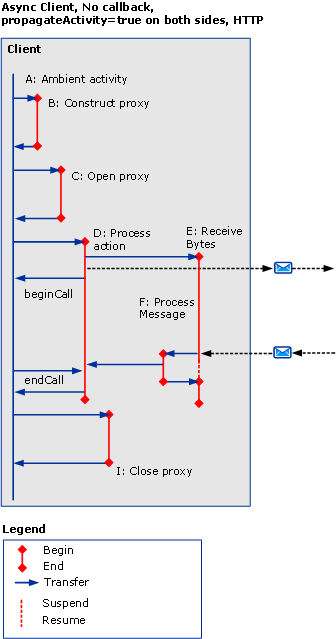 Async Client, No callback,
propagateActivity=true on both sides, HTTP
Client
A: Ambient activity
B: Construct proxy
C: Open proxy
D: Process
action
E: Receive
Bytes
beginCall
F: Process
Message
endCall
I: Close proxy
Legend
Begin
End
Transfer
Suspend
Resume